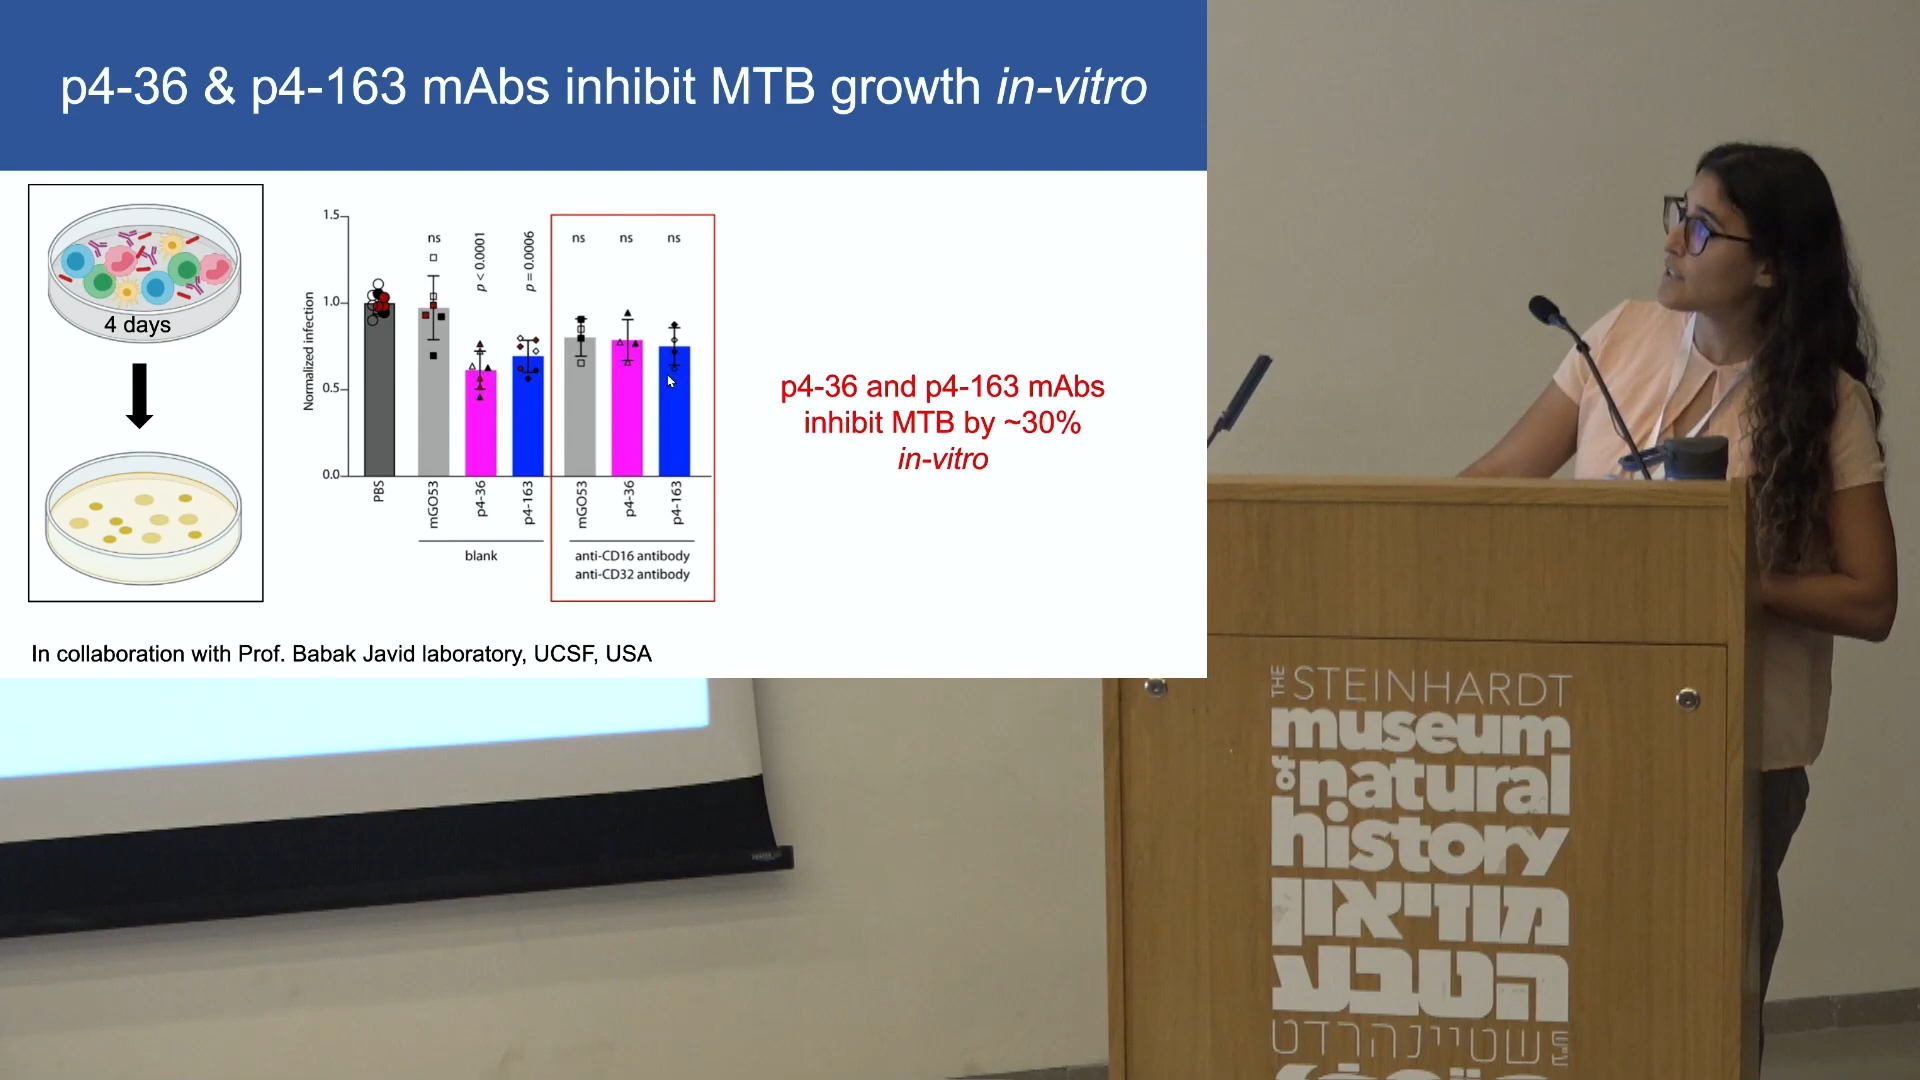 p4-36 & p4-163 mAbs inhibit MTB growth in-vitro
4 days
1.5
1.0
0.5
0.0
Normalized infection
ns
p < 0.0001
p = 0.0006
ns
ns
ns
PBS
mGO53
p4-36
p4-163
mGO53
p4-36
p4-163
blank
anti-CD16 antibody
anti-CD32 antibody
p4-36 and p4-163 mAbs
inhibit MTB by ~30%
in-vitro
In collaboration with Prof. Babak Javid laboratory, UCSF, USA
THE STEINHARDT
museum
of natural
history
מוזיאון
הטבע
שטיינהרדט